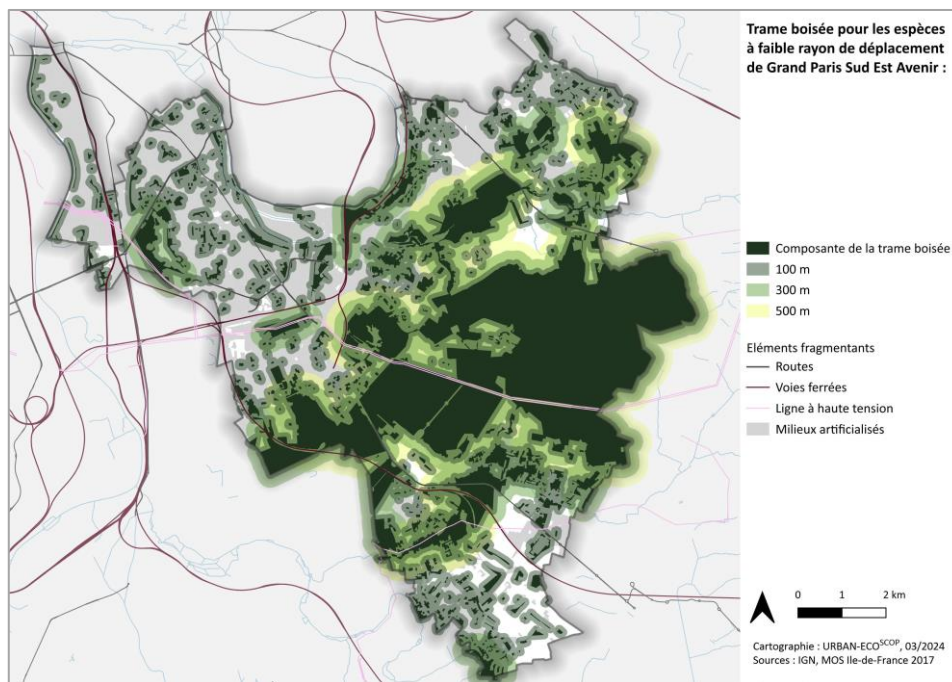 Trame boisée pour les espèces
à faible rayon de déplacement
de Grand Paris Sud Est Avenir :
Composante de la trame boisée
100 m
300 m
500 m
Eléments fragmentants
Routes
Voies ferrées
Ligne à haute tension
Milieux artificialisés
0 1 2 km
Cartographie : URBAN-ECOSCOP, 03/2024
Sources : IGN, MOS Ile-de-France 2017